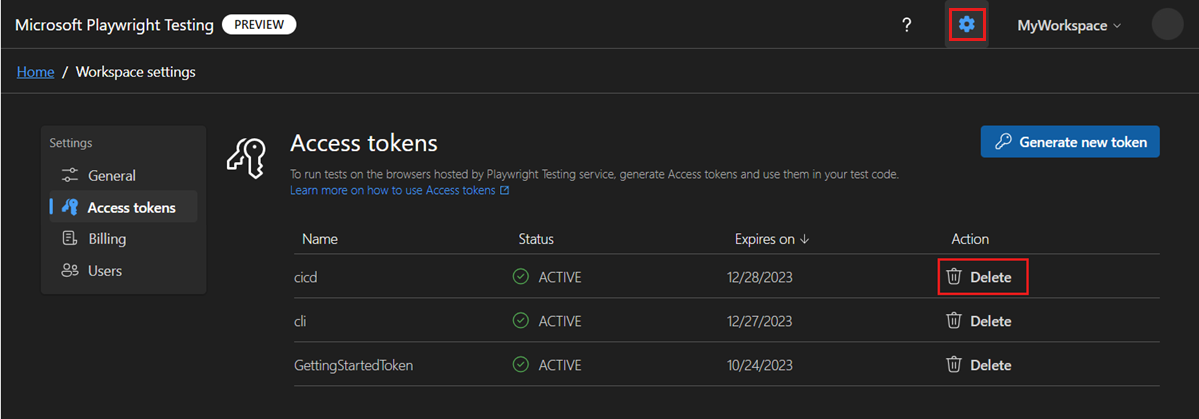 Microsoft Playwright Testing PREVIEW ? MyWorkspace
Home / Workspace settings
Settings
General
Access tokens
Billing
Users
Access tokens
Generate new token
To run tests on the browsers hosted by Playwright Testing service, generate Access tokens and use them in your test code.
Learn more on how to use Access tokens
Name Status Expires on ↓ Action
cicd ACTIVE 12/28/2023 Delete
cli ACTIVE 12/27/2023 Delete
GettingStartedToken ACTIVE 10/24/2023 Delete